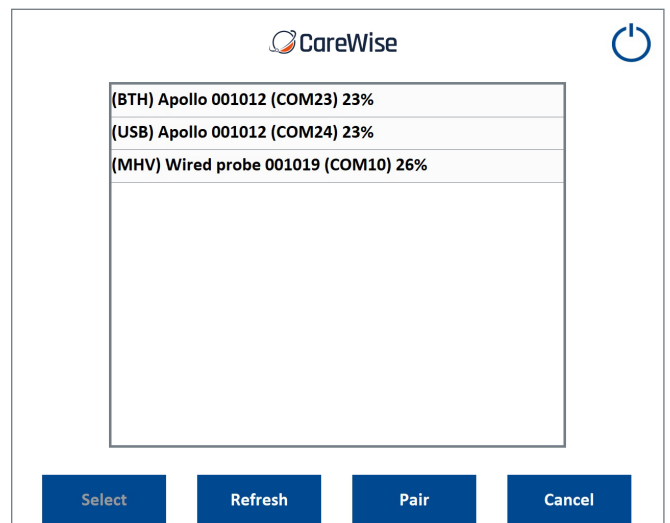 CareWise
(BTH) Apollo 001012 (COM23) 23%
(USB) Apollo 001012 (COM24) 23%
(MHV) Wired probe 001019 (COM10) 26%
Select Refresh Pair Cancel